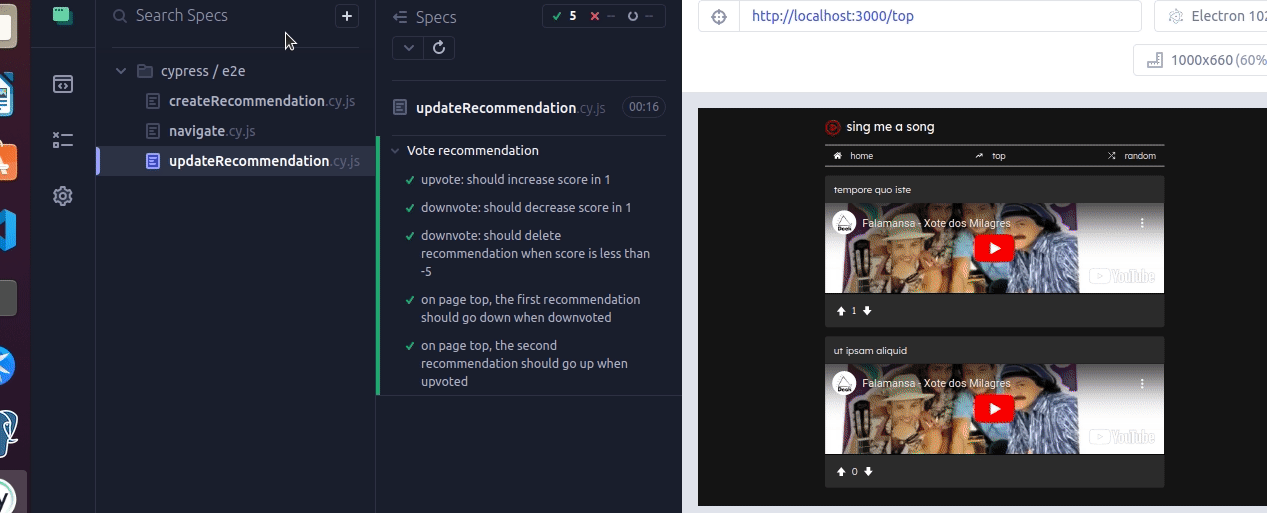 Search Specs
+
cypress / e2e
createRecommendation.cy.js
navigate.cy.js
updateRecommendation.cy.js
Specs
5 -- --
updateRecommendation.cy.js
00:16
Vote recommendation
upvote: should increase score in 1
downvote: should decrease score in 1
downvote: should delete
recommendation when score is less than
-5
on page top, the first recommendation
should go down when downvoted
on page top, the second
recommendation should go up when
upvoted
http://localhost:3000/top
Electron 102
1000x660 (60%
sing me a song
home
top
random
tempore quo iste
Falamansa - Xote dos Milagres
Deck
YouTube
1
ut ipsam aliquid
Falamansa - Xote dos Milagres
Deck
YouTube
0